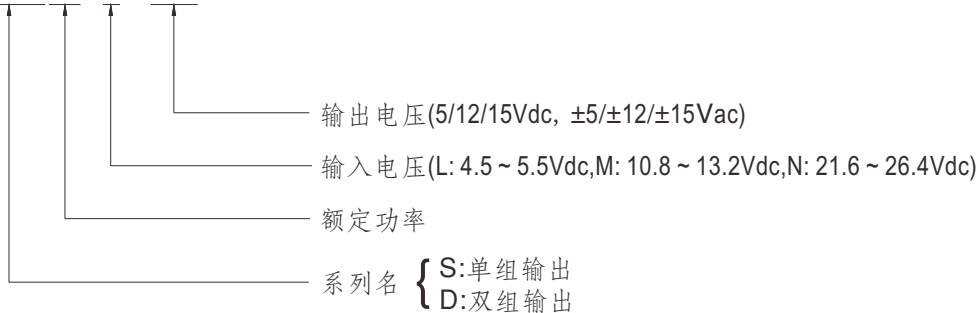 输出电压(5/12/15Vdc, ±5/±12/±15Vac)
输入电压(L: 4.5 ~ 5.5Vdc,M: 10.8 ~ 13.2Vdc,N: 21.6 ~ 26.4Vdc)
额定功率
系列名 { S:单组输出
D:双组输出